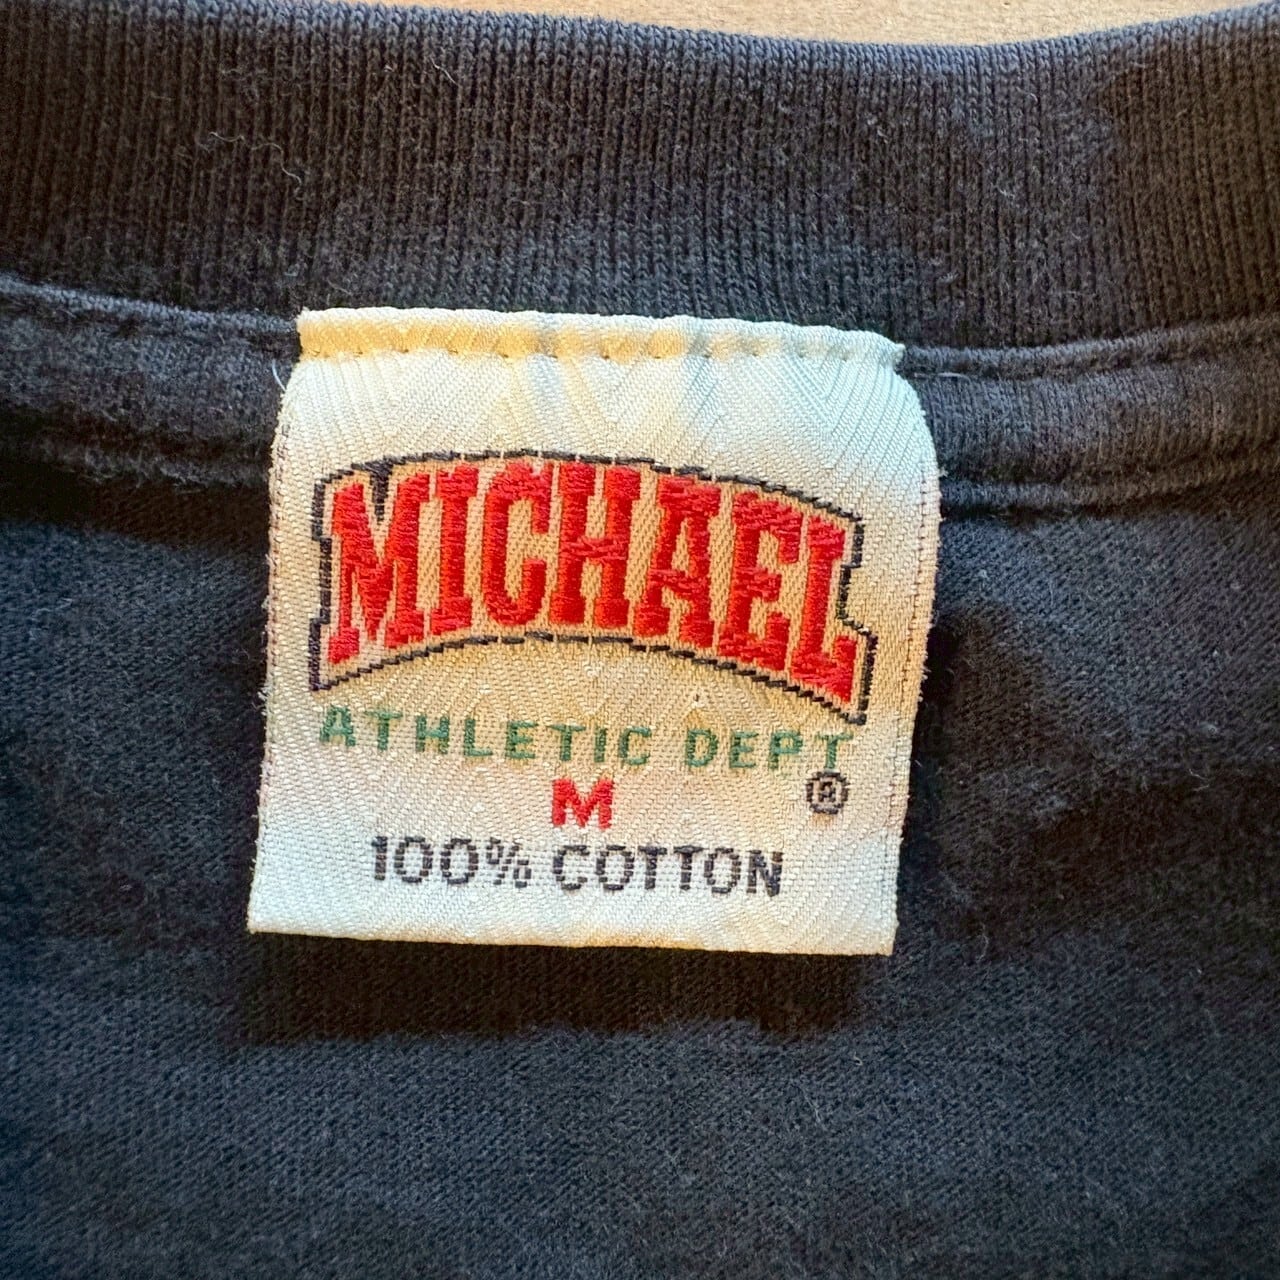 MICHAEL
ATHLETIC DEPT
M ®
100% COTTON